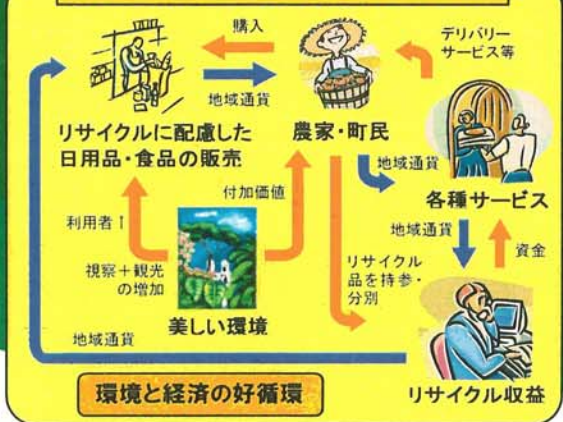 購入
デリバリー
サービス等
地域通貨
リサイクルに配慮した
日用品・食品の販売
農家・町民
地域通貨
各種サービス
付加価値
利用者↑
地域通貨
資金
視察+観光
の増加
リサイクル
品を持参・
分別
美しい環境
地域通貨
環境と経済の好循環
リサイクル収益